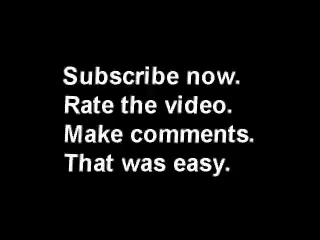 Subscribe now.
Rate the video.
Make comments.
That was easy.